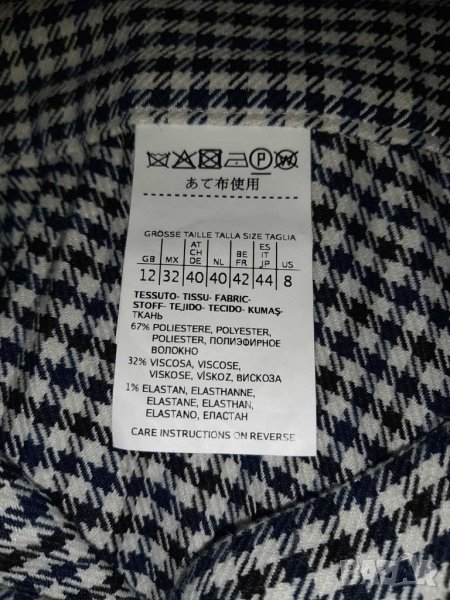 P
あて布使用
GRÖSSE TAILLE TALLA SIZE TAGLIA
GB MX AT CH DE NL BE FR ES IT JP US
12 32 40 40 42 44 8
TESSUTO- TISSU- FABRIC-
STOFF- TEJIDO- TECIDO- KUMAŞ-
ТКАНЬ
67% POLIESTERE, POLYESTER,
POLIESTER, ПОЛИЭФИРНОЕ
ВОЛОКНО
32% VISCOSA, VISCOSE,
VISKOSE, VİSKOZ, ВИСКОЗА
1% ELASTAN, ELASTHANNE,
ELASTANE, ELASTHAN,
ELASTANO, ЕЛАСТАН
CARE INSTRUCTIONS ON REVERSE
BAZAR